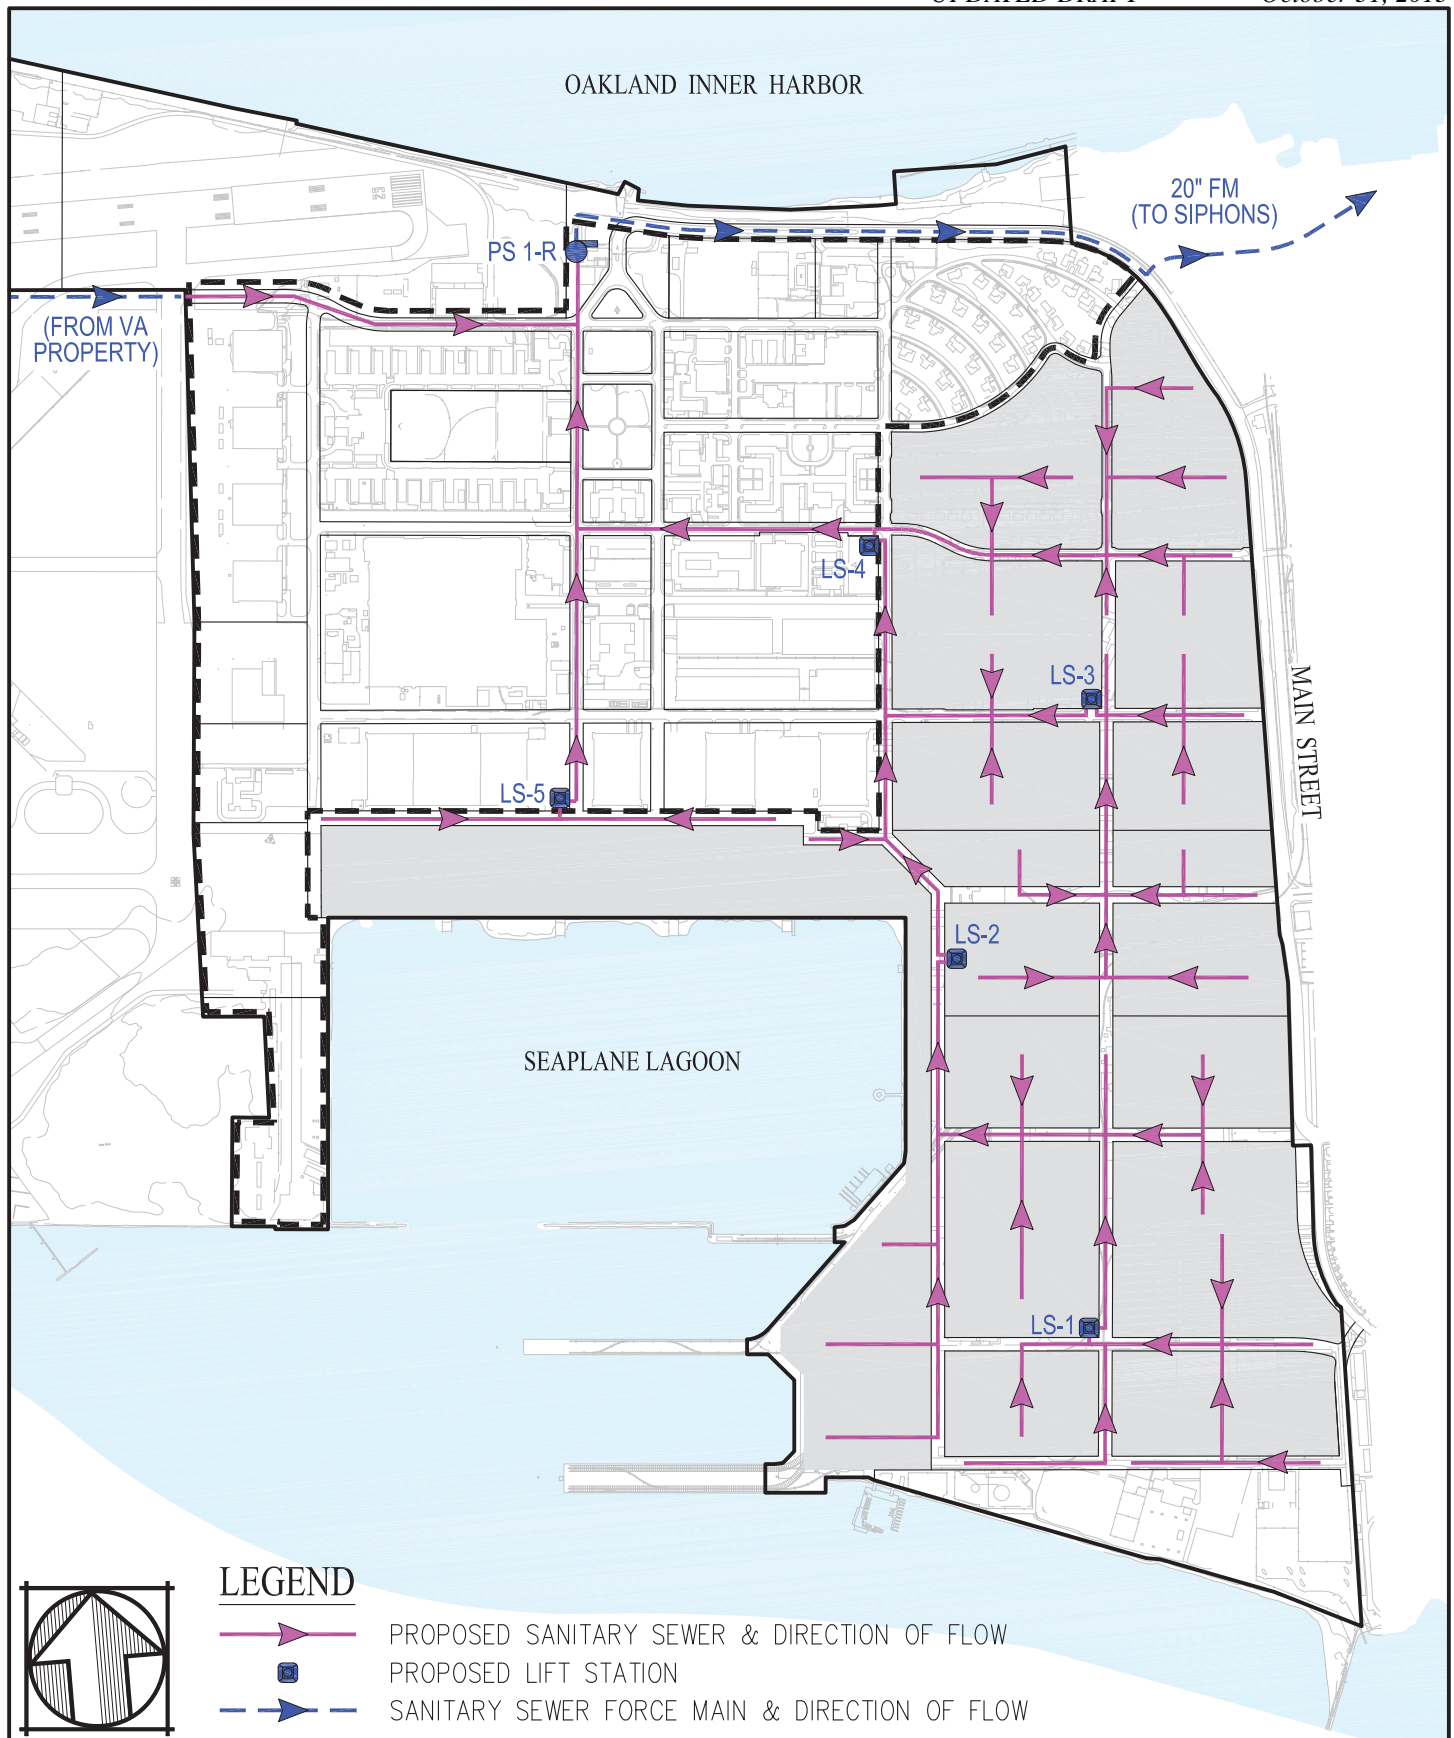 OAKLAND INNER HARBOR
20" FM
(TO SIPHONS)
PS 1-R
(FROM VA
PROPERTY)
LS-4
LS-3
MAIN STREET
LS-5
LS-2
SEAPLANE LAGOON
LS-1
LEGEND
PROPOSED SANITARY SEWER & DIRECTION OF FLOW
PROPOSED LIFT STATION
SANITARY SEWER FORCE MAIN & DIRECTION OF FLOW